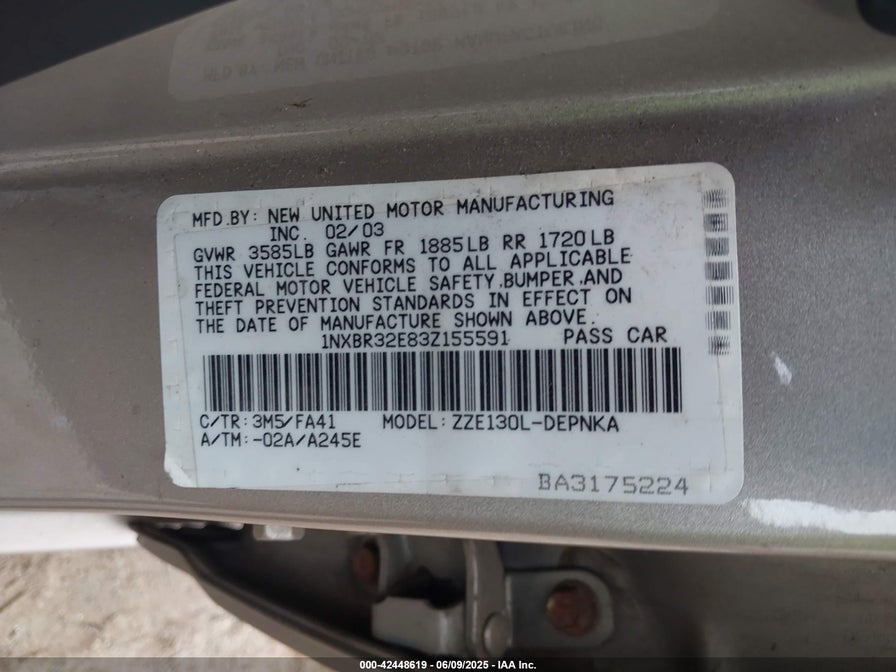 MFD.BY: NEW UNITED MOTOR MANUFACTURING
INC. 02/03
GVWR 3585LB GAWR FR 1885LB RR 1720LB
THIS VEHICLE CONFORMS TO ALL APPLICABLE
FEDERAL MOTOR VEHICLE SAFETY,BUMPER,AND
THEFT PREVENTION STANDARDS IN EFFECT ON
THE DATE OF MANUFACTURE SHOWN ABOVE.
1NXBR32E83Z155591 PASS CAR
C/TR:3M5/FA41 MODEL:ZZE130L-DEPNKA
A/TM:-02A/A245E
BA3175224
000-42448619 - 06/09/2025 - IAA Inc.